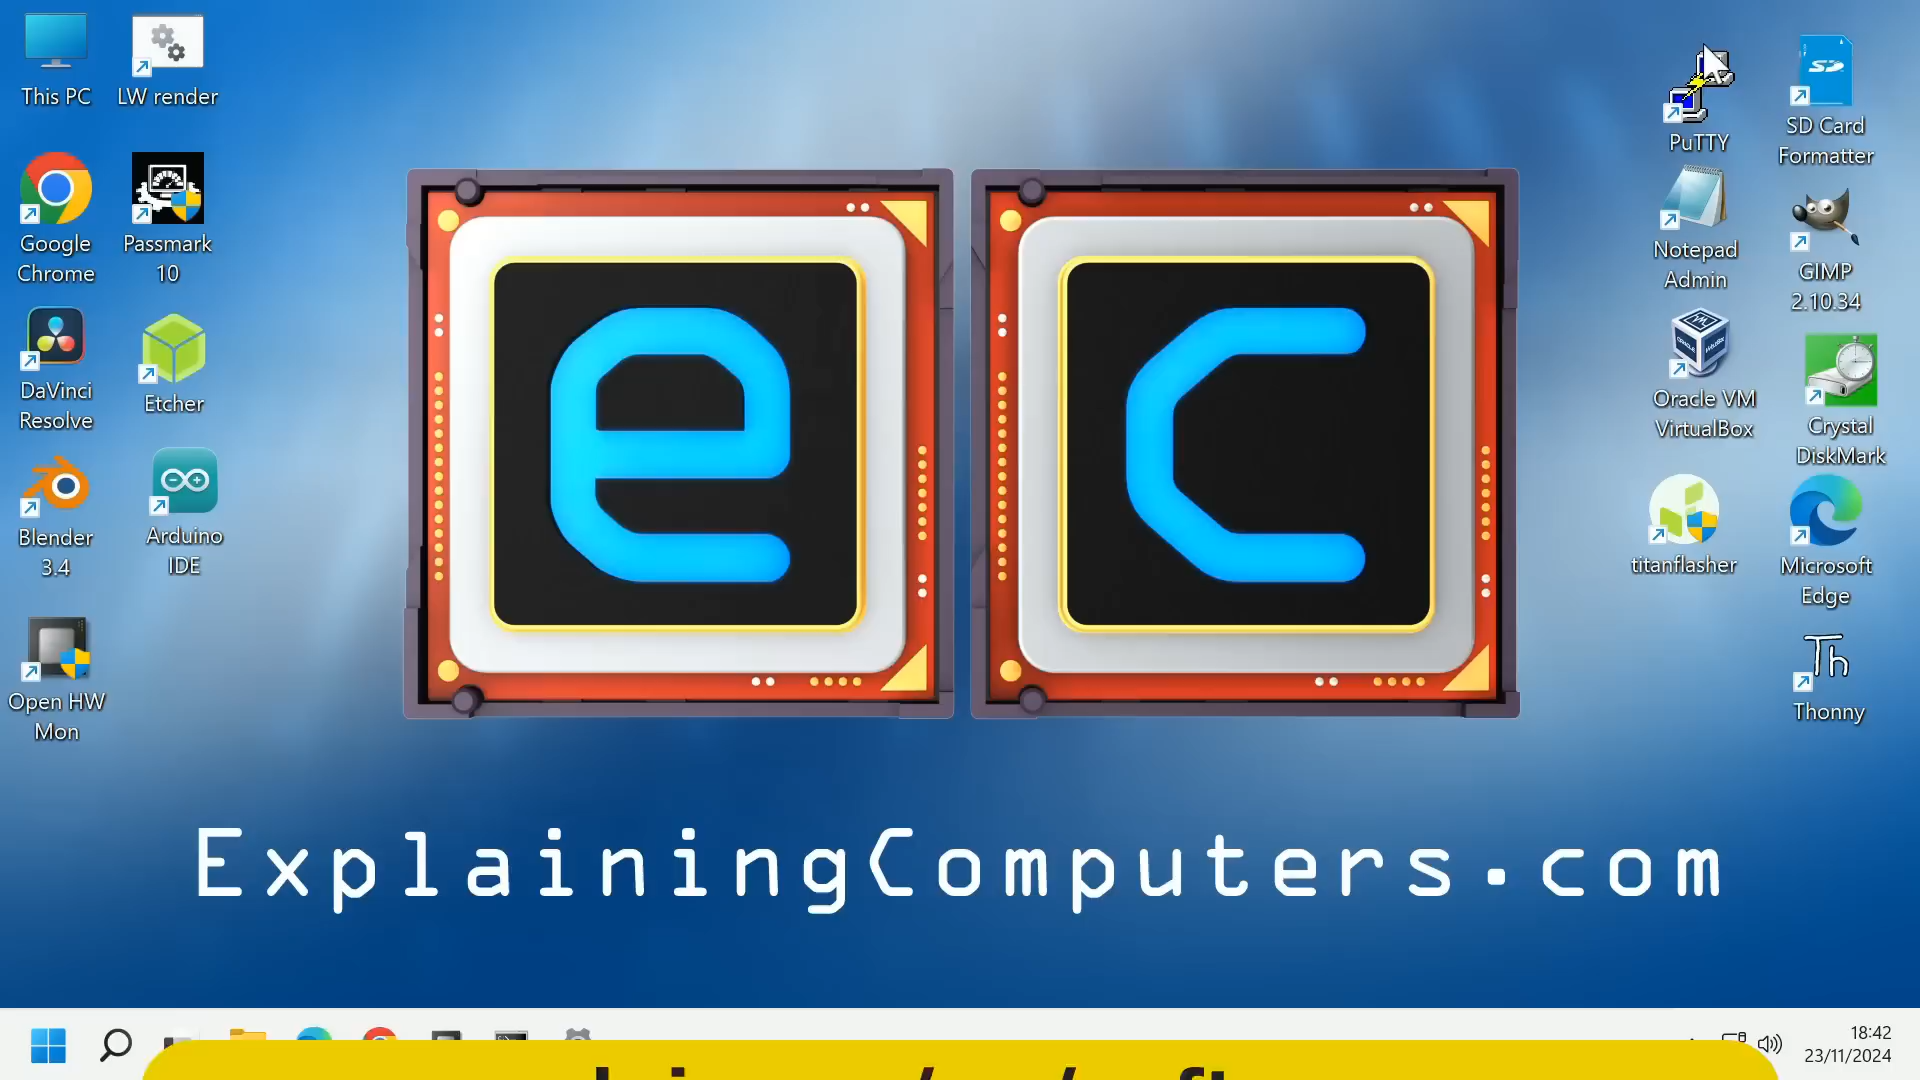 This PC
LW render
Google
Chrome
Passmark
10
DaVinci
Resolve
Etcher
Blender
3.4
Arduino
IDE
Open HW
Mon
PuTTY
SD Card
Formatter
Notepad
Admin
GIMP
2.10.34
Oracle VM
VirtualBox
Crystal
DiskMark
titanflasher
Microsoft
Edge
Th
Thonny
e c
ExplainingComputers.com
18:42
23/11/2024